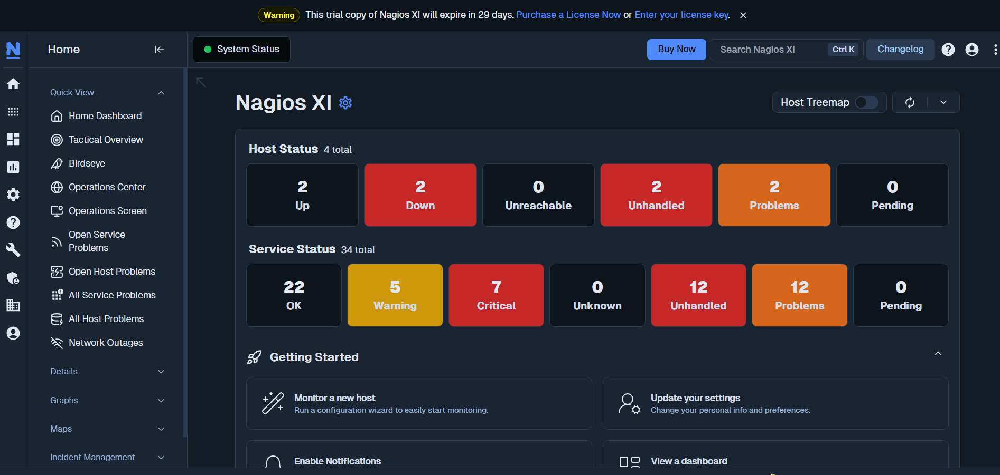 Warning This trial copy of Nagios XI will expire in 29 days. Purchase a License Now or Enter your license key.
Home
System Status
Buy Now
Search Nagios XI
Ctrl K
Changelog
Quick View
Home Dashboard
Tactical Overview
Birdseye
Operations Center
Operations Screen
Open Service
Problems
Open Host Problems
All Service Problems
All Host Problems
Network Outages
Details
Graphs
Maps
Incident Management
Nagios XI
Host Treemap
Host Status 4 total
2
Up
2
Down
0
Unreachable
2
Unhandled
2
Problems
0
Pending
Service Status 34 total
22
OK
5
Warning
7
Critical
0
Unknown
12
Unhandled
12
Problems
0
Pending
Getting Started
Monitor a new host
Run a configuration wizard to easily start monitoring.
Update your settings
Change your personal info and preferences.
Enable Notifications
View a dashboard